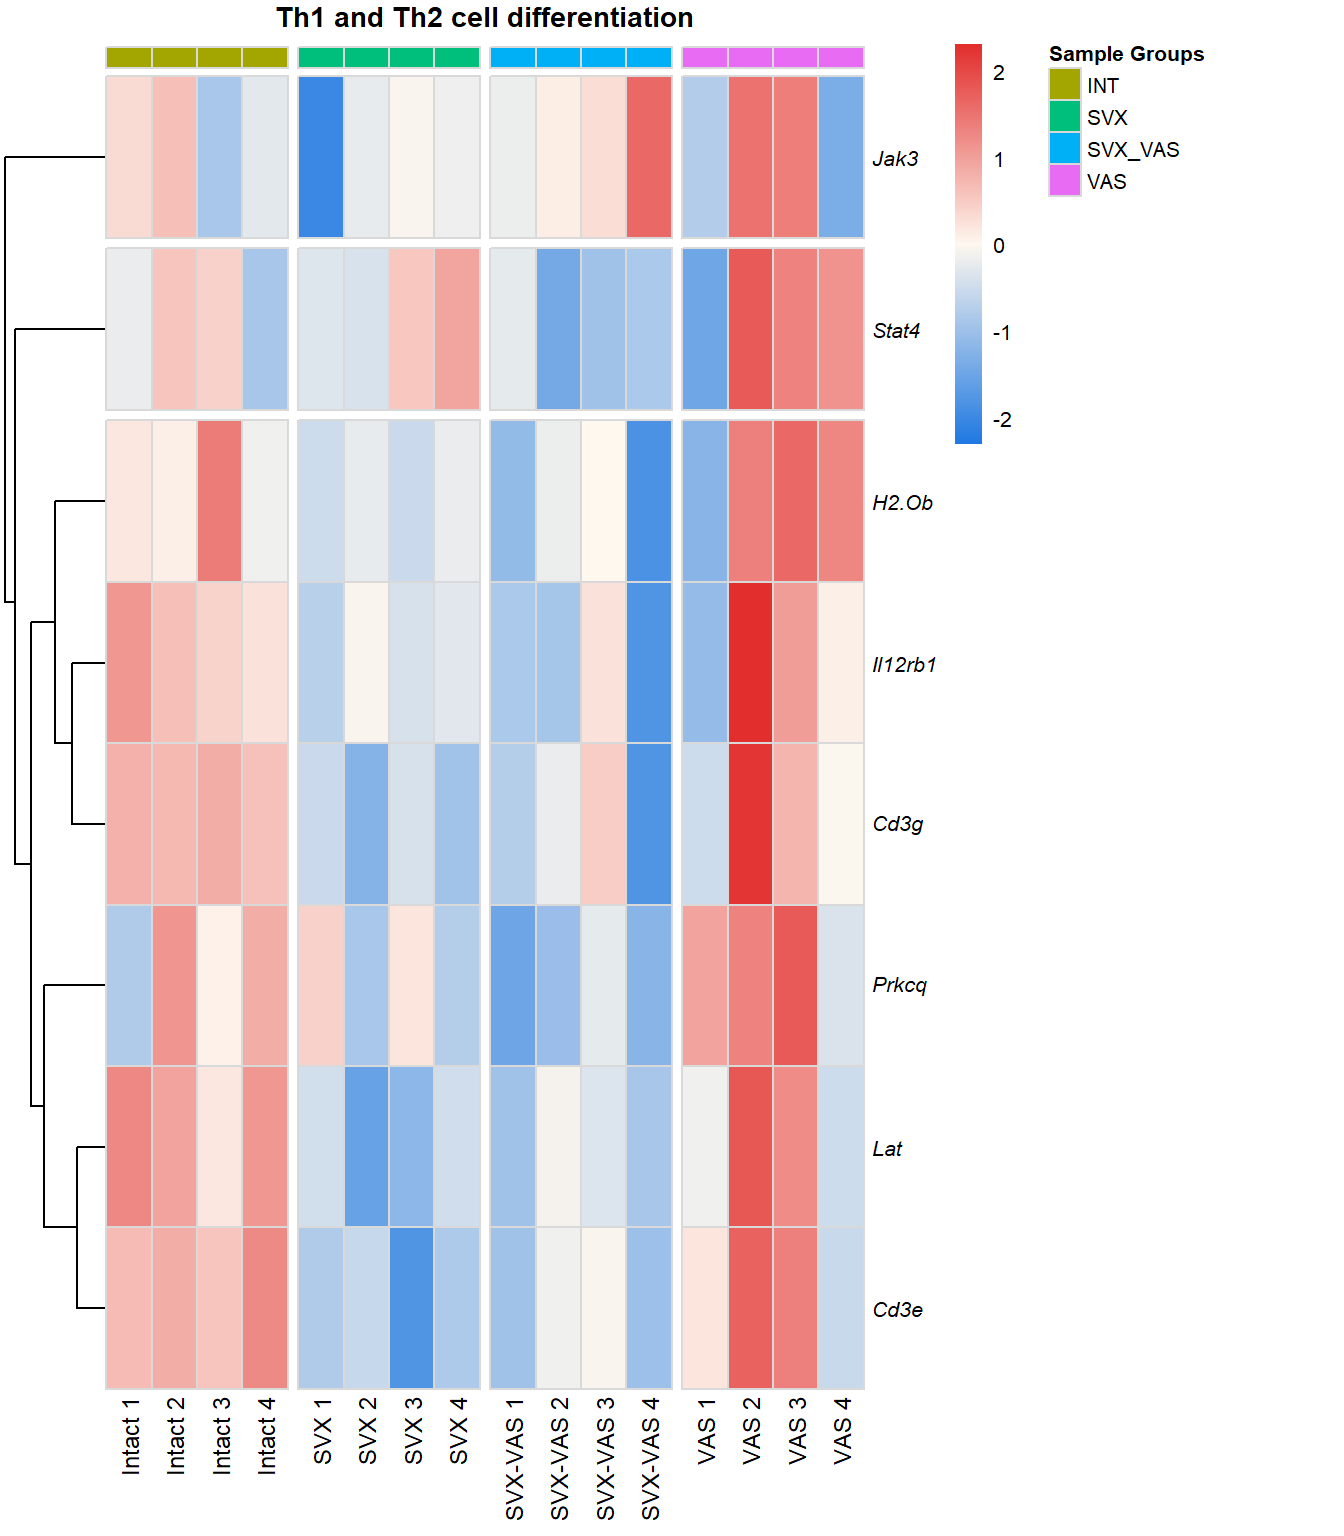 Th1 and Th2 cell differentiation
Sample Groups
INT
SVX
SVX_VAS
VAS
2
1
0
-1
-2
Jak3
Stat4
H2.Ob
Il12rb1
Cd3g
Prkcq
Lat
Cd3e
Intact 1
Intact 2
Intact 3
Intact 4
SVX 1
SVX 2
SVX 3
SVX 4
SVX-VAS 1
SVX-VAS 2
SVX-VAS 3
SVX-VAS 4
VAS 1
VAS 2
VAS 3
VAS 4